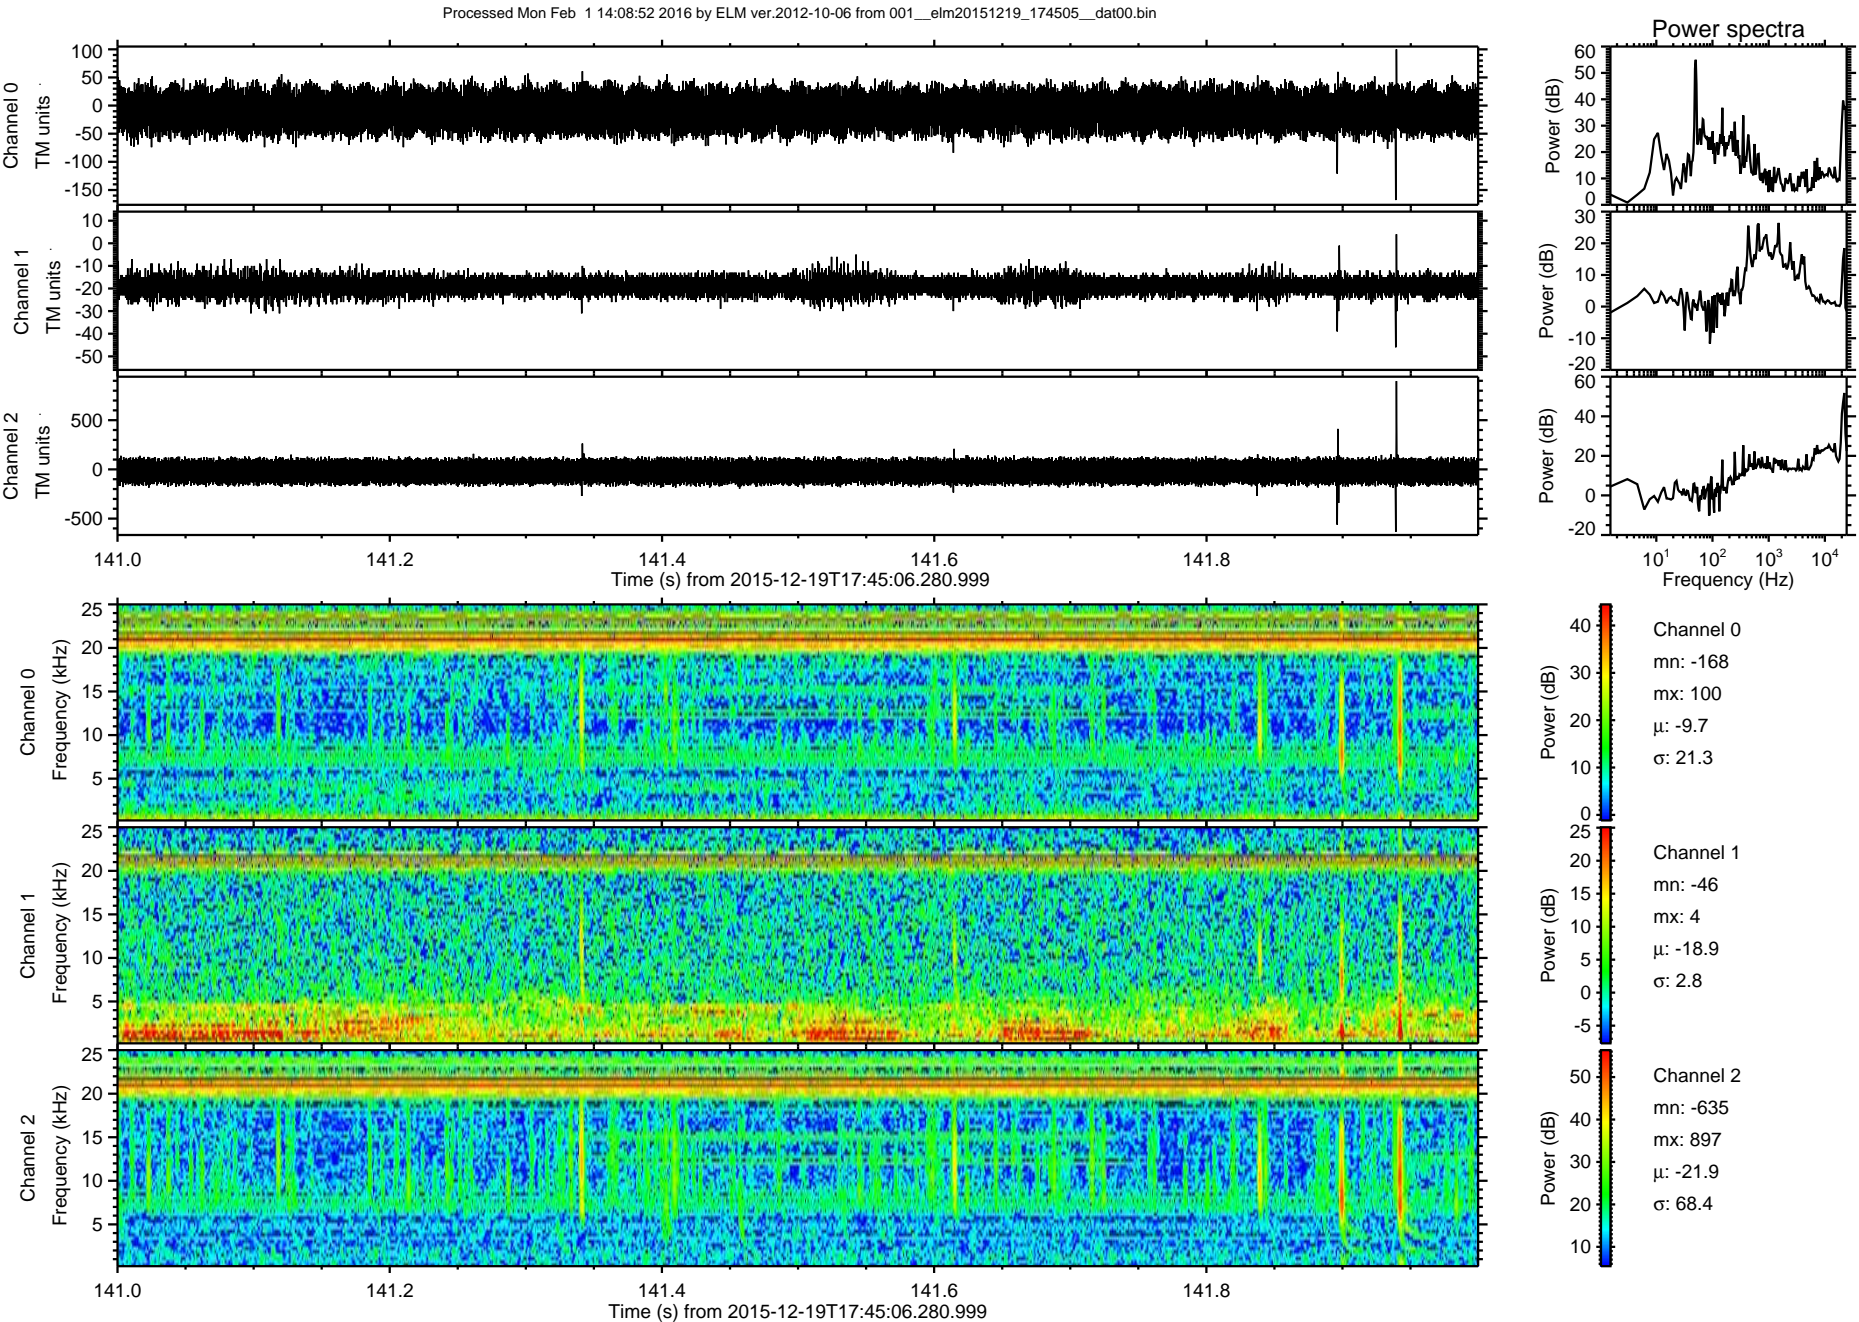 Processed Mon Feb 1 14:08:52 2016 by ELM ver.2012-10-06 from 001__elm20151219_174505__dat00.bin
Power spectra
Channel 0
TM units
100
50
0
-50
-100
-150
Power (dB)
60
50
40
30
20
10
0
Channel 1
TM units
10
0
-10
-20
-30
-40
-50
Power (dB)
30
20
10
0
-10
-20
Channel 2
TM units
500
0
-500
Power (dB)
60
40
20
0
-20
141.0 141.2 141.4 141.6 141.8
Time (s) from 2015-12-19T17:45:06.280.999
10^1 10^2 10^3 10^4
Frequency (Hz)
Channel 0
Frequency (kHz)
25
20
15
10
5
Power (dB)
40
30
20
10
0
Channel 0
mn: -168
mx: 100
μ: -9.7
σ: 21.3
Channel 1
Frequency (kHz)
25
20
15
10
5
Power (dB)
25
20
15
10
5
0
-5
Channel 1
mn: -46
mx: 4
μ: -18.9
σ: 2.8
Channel 2
Frequency (kHz)
25
20
15
10
5
Power (dB)
50
40
30
20
10
Channel 2
mn: -635
mx: 897
μ: -21.9
σ: 68.4
141.0 141.2 141.4 141.6 141.8
Time (s) from 2015-12-19T17:45:06.280.999